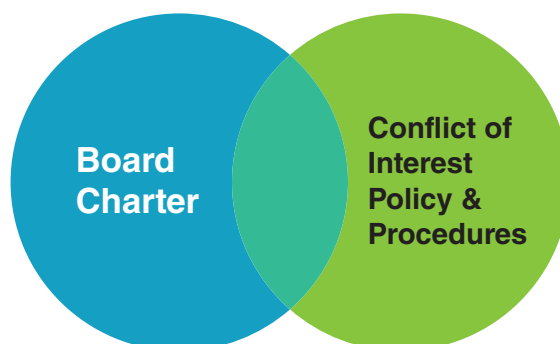 Board
Charter
Conflict of
Interest
Policy &
Procedures